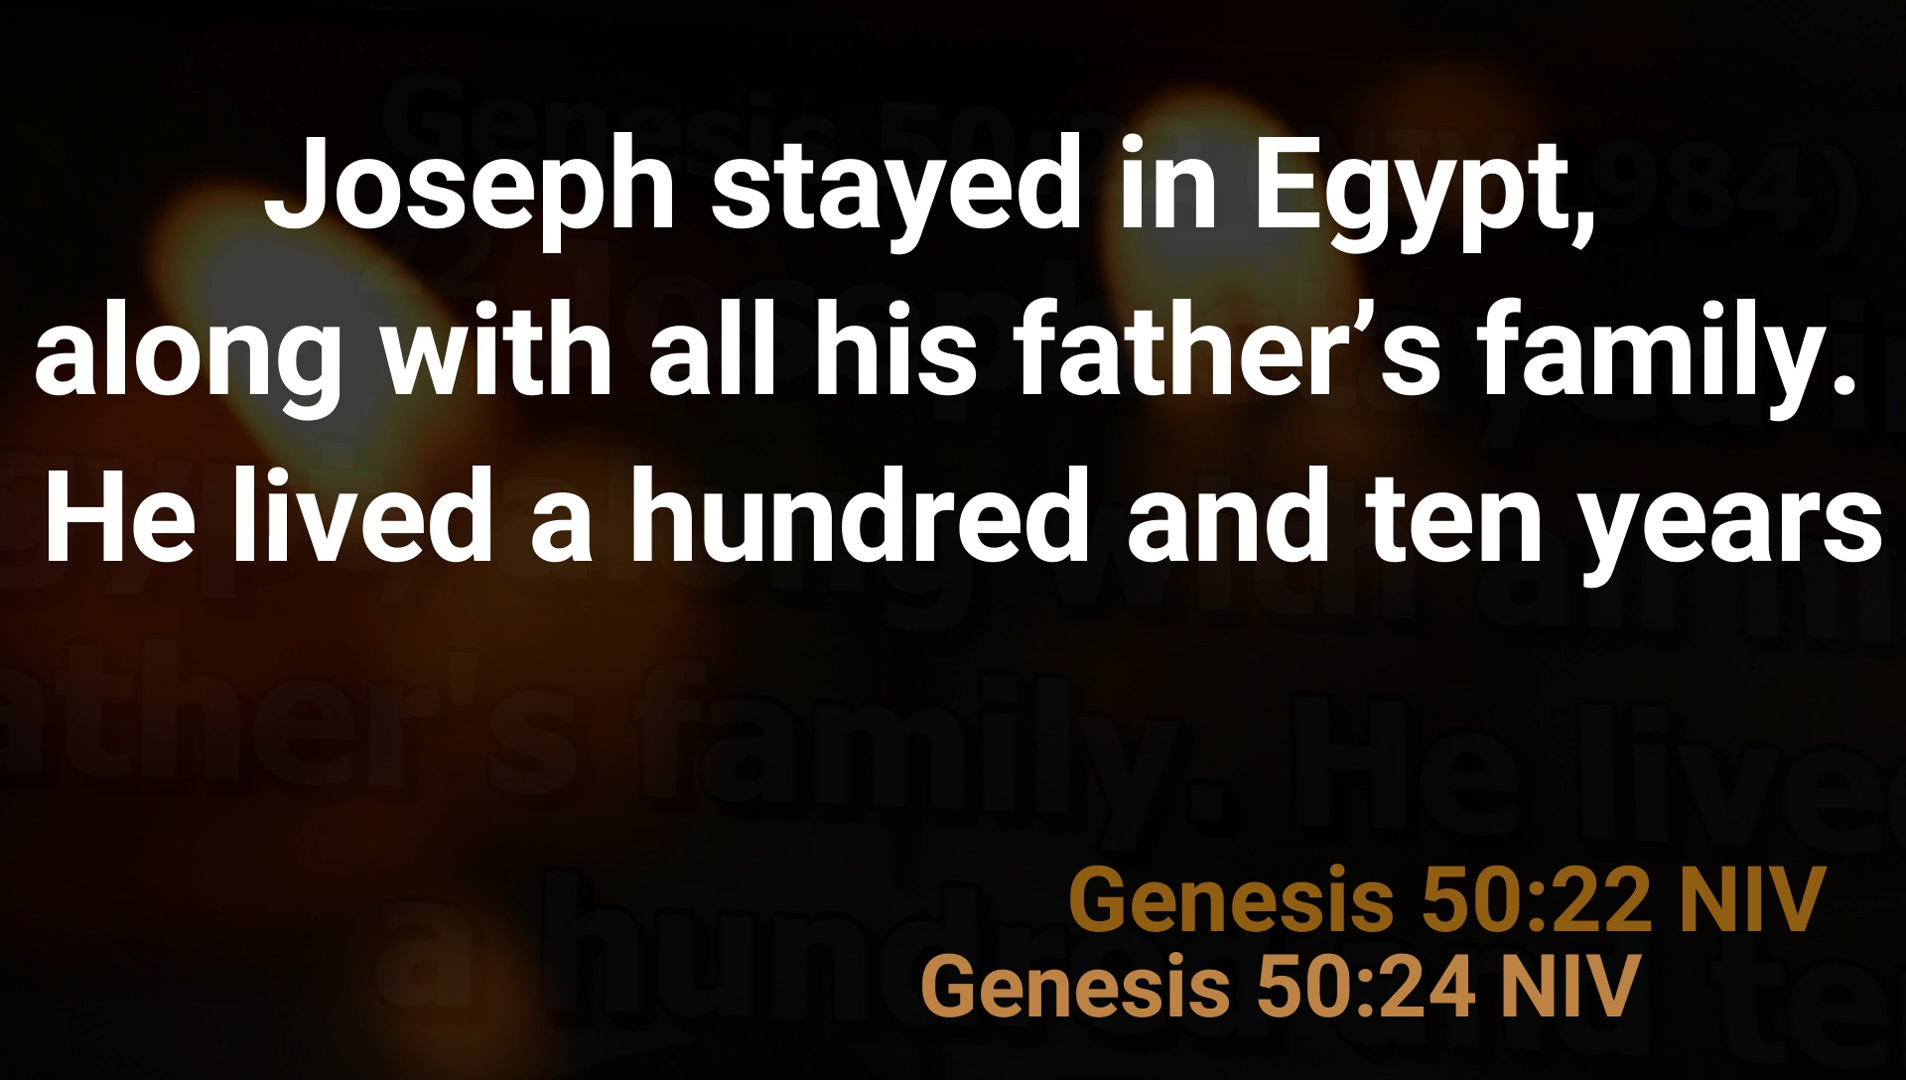 Joseph stayed in Egypt,
along with all his father’s family.
He lived a hundred and ten years
Genesis 50:22 NIV
Genesis 50:24 NIV